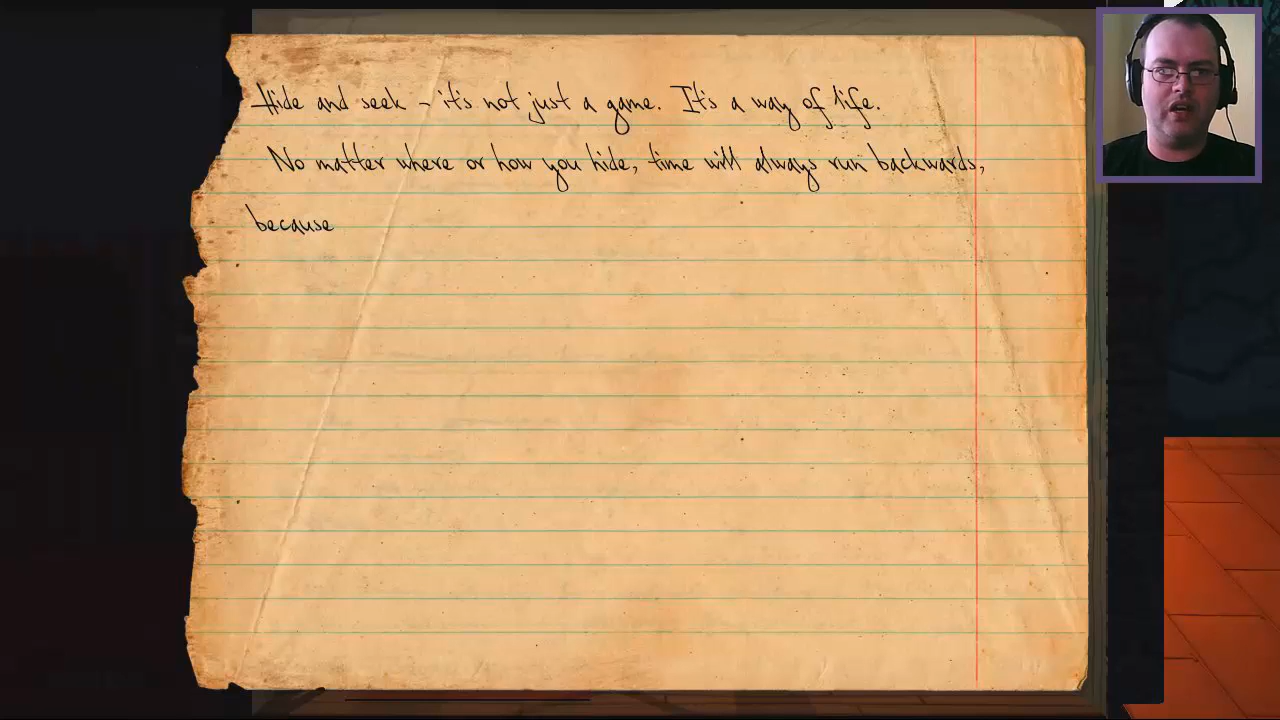 Hide and seek - it's not just a game. It's a way of life.
No matter where or how you hide, time will always run backwards,
because